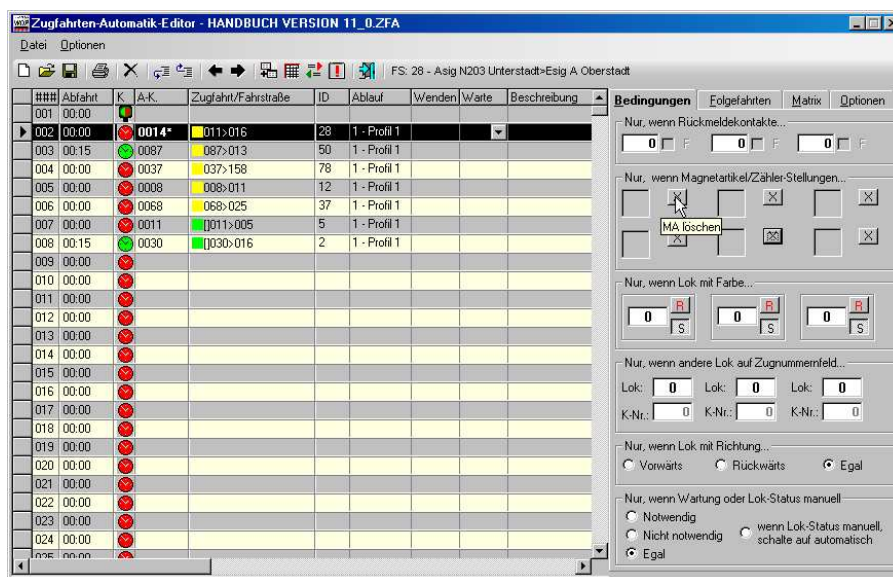 Zugfahrten-Automatik-Editor - HANDBUCH VERSION 11_0.ZFA
Datei Optionen
FS: 28 - Asig N203 Unterstadt>Esig A Oberstadt
### Abfahrt K A-K. Zugfahrt/Fahrstraße ID Ablauf Wenden Warte Beschreibung
001 00:00
002 00:00 0014* 011>016 28 1 - Profil 1
003 00:15 0087 087>013 50 1 - Profil 1
004 00:00 0037 037>158 78 1 - Profil 1
005 00:00 0008 008>011 12 1 - Profil 1
006 00:00 0068 068>025 37 1 - Profil 1
007 00:00 0011 []011>005 5 1 - Profil 1
008 00:15 0030 []030>016 2 1 - Profil 1
009 00:00
010 00:00
011 00:00
012 00:00
013 00:00
014 00:00
015 00:00
016 00:00
017 00:00
018 00:00
019 00:00
020 00:00
021 00:00
022 00:00
023 00:00
024 00:00
025 00:00
Bedingungen Folgefahrten Matrix Optionen
Nur, wenn Rückmeldekontakte...
0 F 0 F 0 F
Nur, wenn Magnetartikel/Zähler-Stellungen...
X X X
MA löschen
X X X
Nur, wenn Lok mit Farbe...
R R R
0 0 0
S S S
Nur, wenn andere Lok auf Zugnummernfeld...
Lok: 0 Lok: 0 Lok: 0
K-Nr.: 0 K-Nr.: 0 K-Nr.: 0
Nur, wenn Lok mit Richtung...
Vorwärts Rückwärts Egal
Nur, wenn Wartung oder Lok-Status manuell
Notwendig
Nicht notwendig
Egal
wenn Lok-Status manuell,
schalte auf automatisch